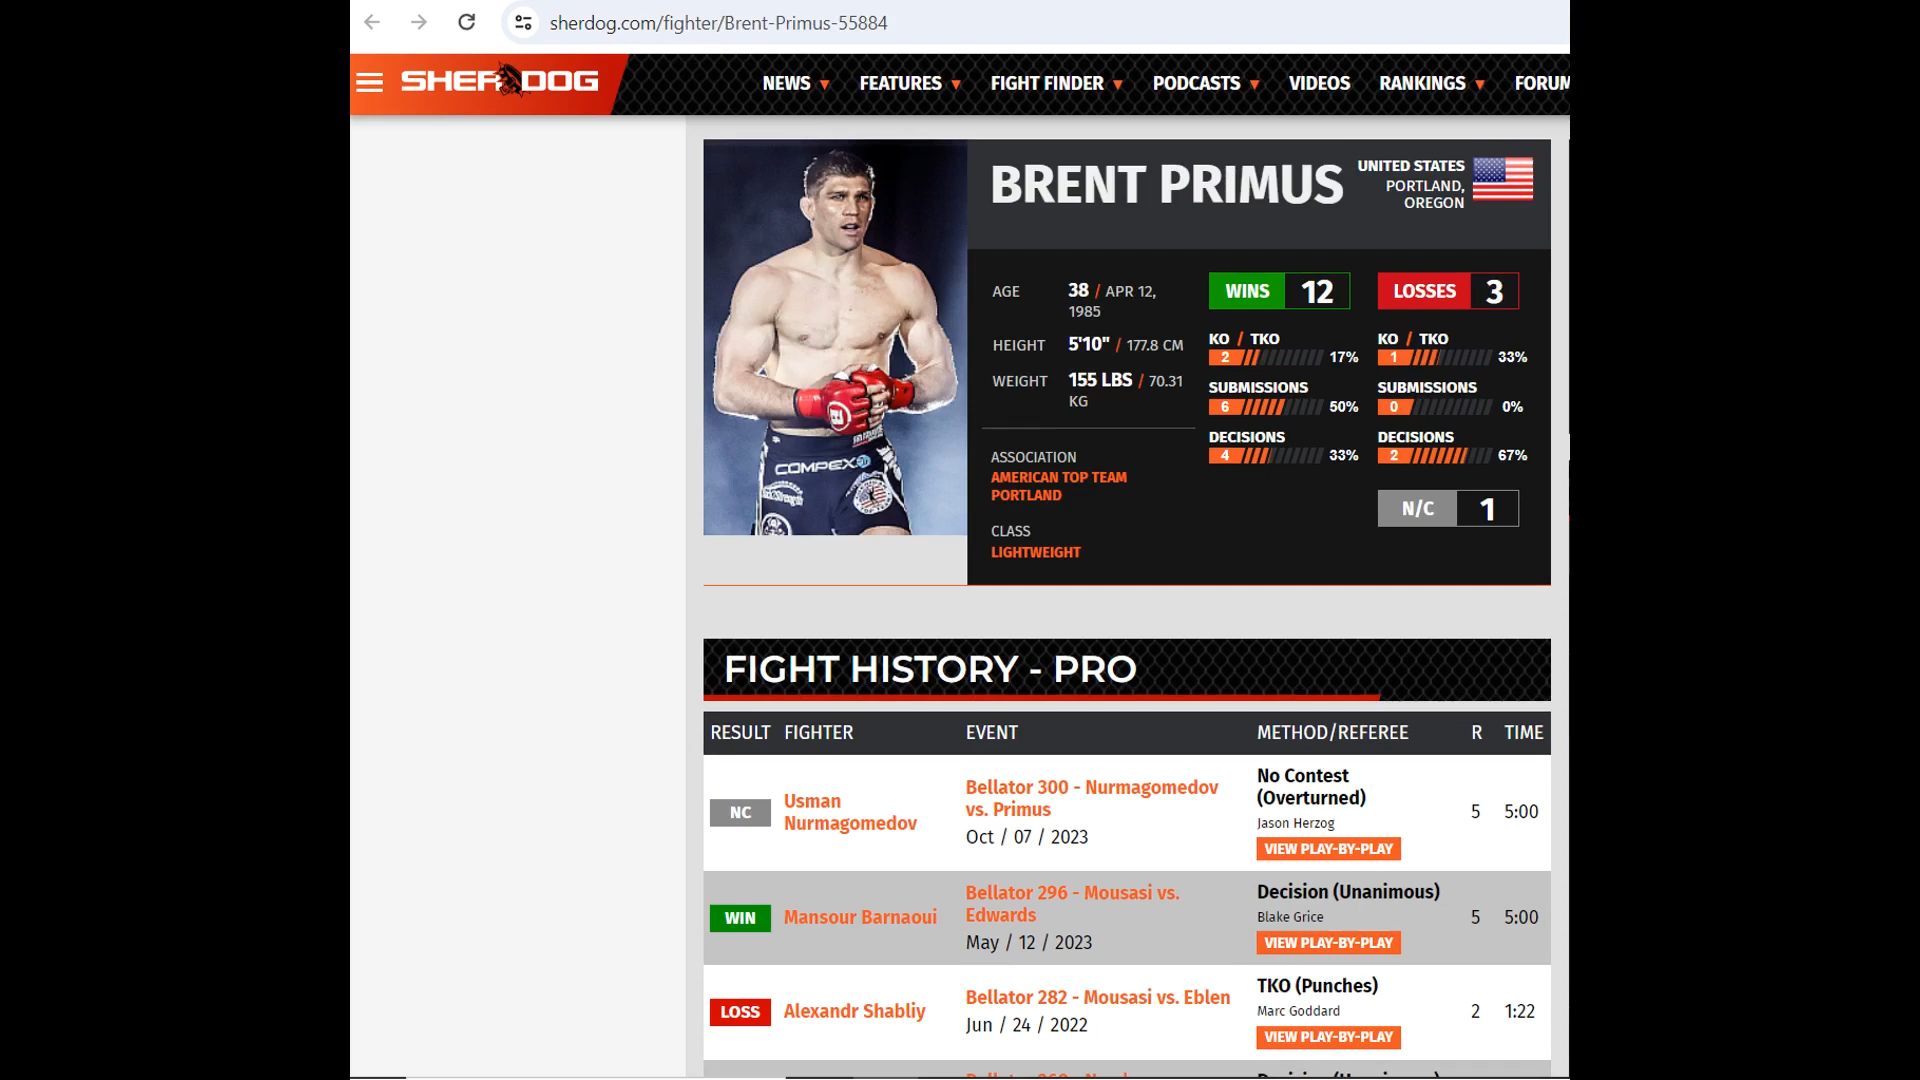 sherdog.com/fighter/Brent-Primus-55884
SHERDOG
NEWS ▼ FEATURES ▼ FIGHT FINDER ▼ PODCASTS ▼ VIDEOS RANKINGS ▼ FORUM
BRENT PRIMUS
UNITED STATES
PORTLAND,
OREGON
AGE 38 / APR 12,
1985
HEIGHT 5'10" / 177.8 CM
WEIGHT 155 LBS / 70.31
KG
ASSOCIATION
AMERICAN TOP TEAM
PORTLAND
CLASS
LIGHTWEIGHT
WINS 12
KO / TKO
2 17%
SUBMISSIONS
6 50%
DECISIONS
4 33%
LOSSES 3
KO / TKO
1 33%
SUBMISSIONS
0 0%
DECISIONS
2 67%
N/C 1
COMPEX
FIGHT HISTORY - PRO
RESULT FIGHTER EVENT METHOD/REFEREE R TIME
NC
Usman
Nurmagomedov
Bellator 300 - Nurmagomedov
vs. Primus
Oct / 07 / 2023
No Contest
(Overturned)
Jason Herzog
VIEW PLAY-BY-PLAY
5 5:00
WIN
Mansour Barnaoui
Bellator 296 - Mousasi vs.
Edwards
May / 12 / 2023
Decision (Unanimous)
Blake Grice
VIEW PLAY-BY-PLAY
5 5:00
LOSS
Alexandr Shabliy
Bellator 282 - Mousasi vs. Eblen
Jun / 24 / 2022
TKO (Punches)
Marc Goddard
VIEW PLAY-BY-PLAY
2 1:22